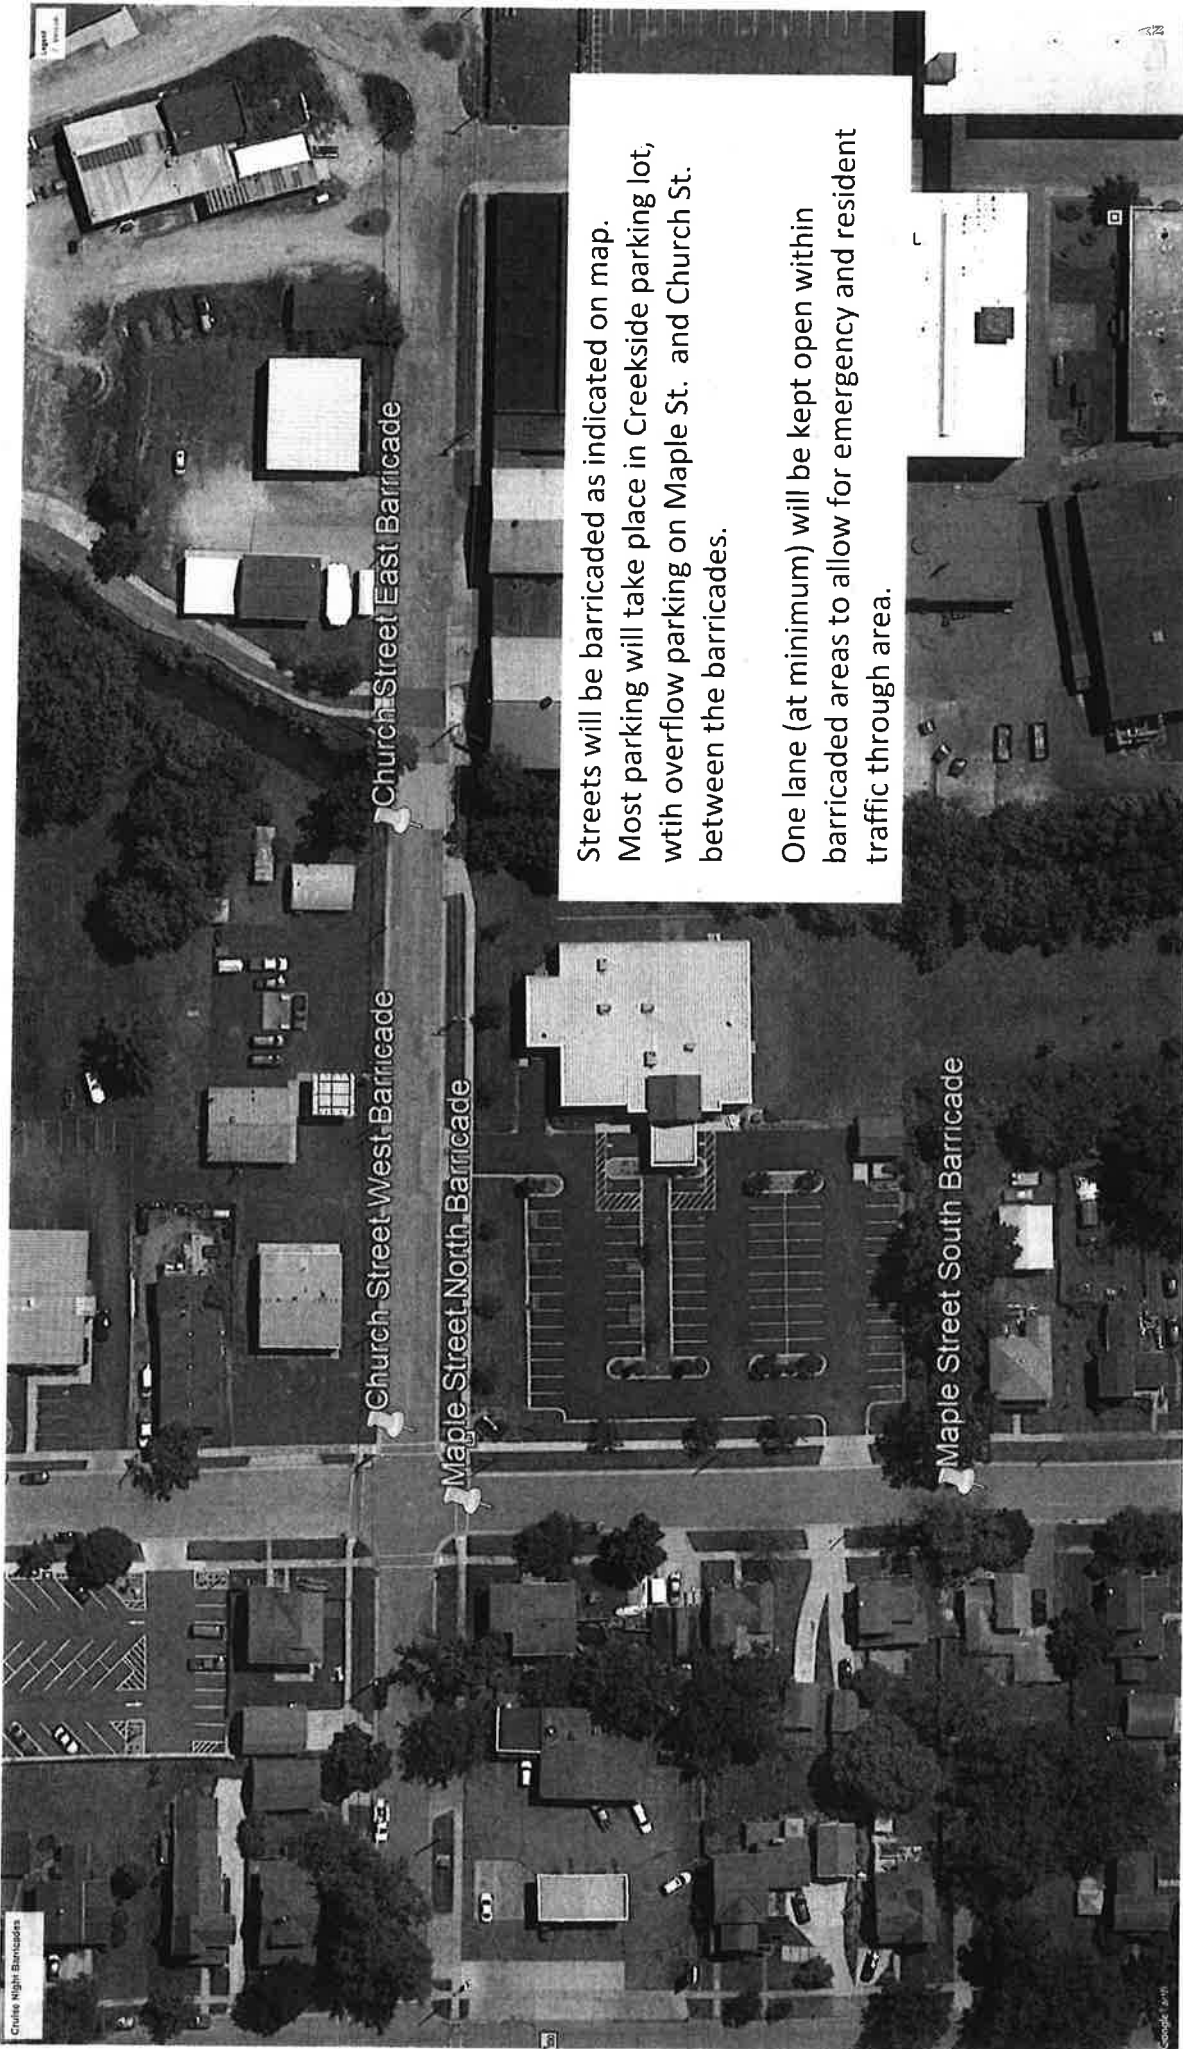 Cruise Night Barricades
Legend
Church Street West Barricade
Church Street East Barricade
Maple Street North Barricade
Maple Street South Barricade
Streets will be barricaded as indicated on map.
Most parking will take place in Creekside parking lot,
wtih overflow parking on Maple St. and Church St.
between the barricades.
One lane (at minimum) will be kept open within
barricaded areas to allow for emergency and resident
traffic through area.
Google Earth